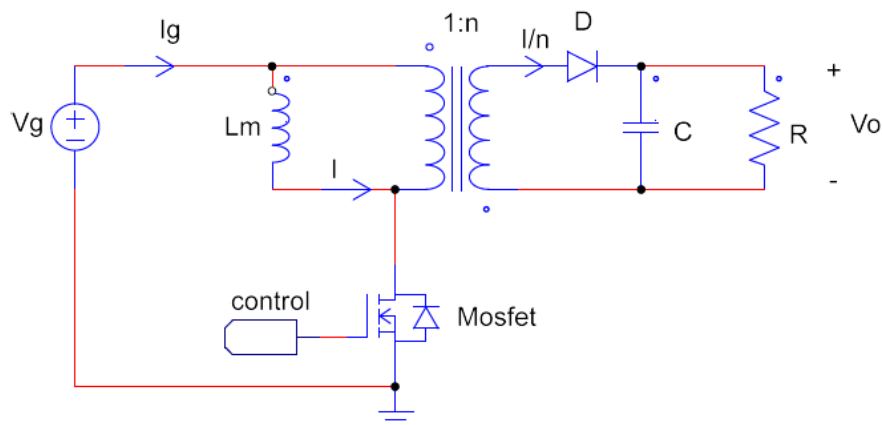 Ig
1:n
I/n
D
Vg
+
-
Lm
I
C
R
+
Vo
-
control
Mosfet